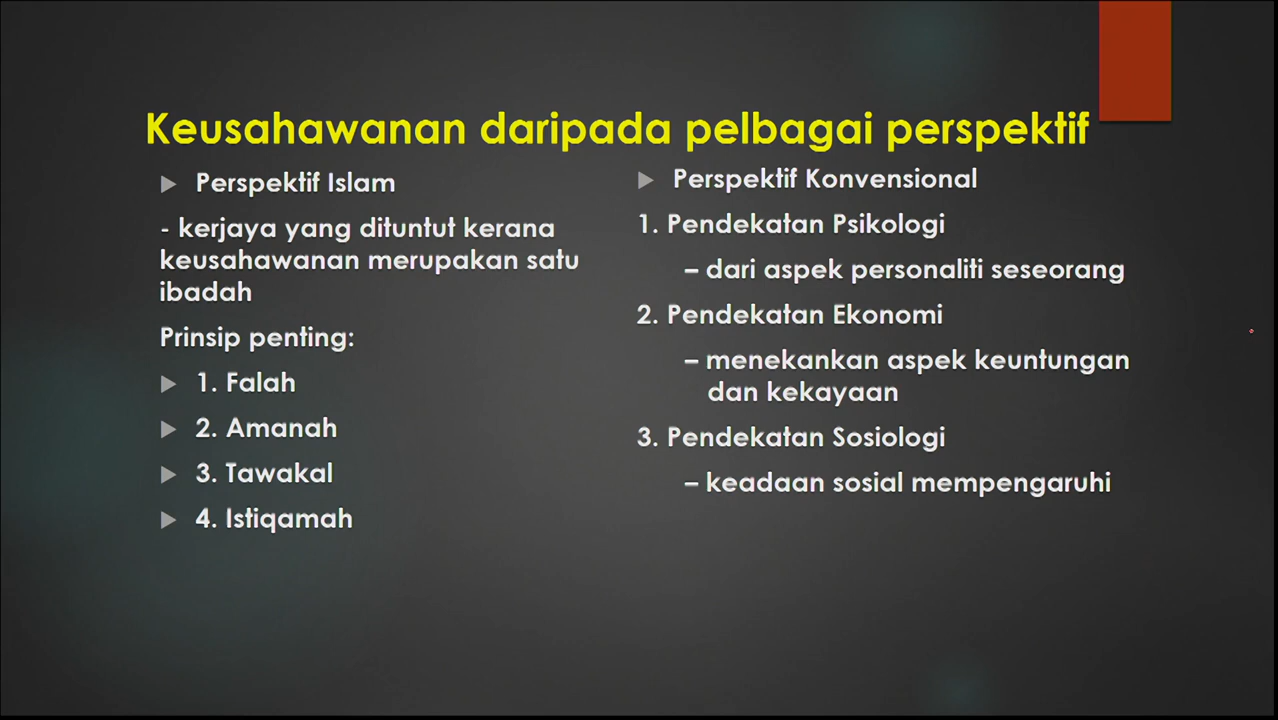 Keusahawanan daripada pelbagai perspektif
Perspektif Islam
- kerjaya yang dituntut kerana
keusahawanan merupakan satu
ibadah
Prinsip penting:
1. Falah
2. Amanah
3. Tawakal
4. Istiqamah
Perspektif Konvensional
1. Pendekatan Psikologi
– dari aspek personaliti seseorang
2. Pendekatan Ekonomi
– menekankan aspek keuntungan
dan kekayaan
3. Pendekatan Sosiologi
– keadaan sosial mempengaruhi